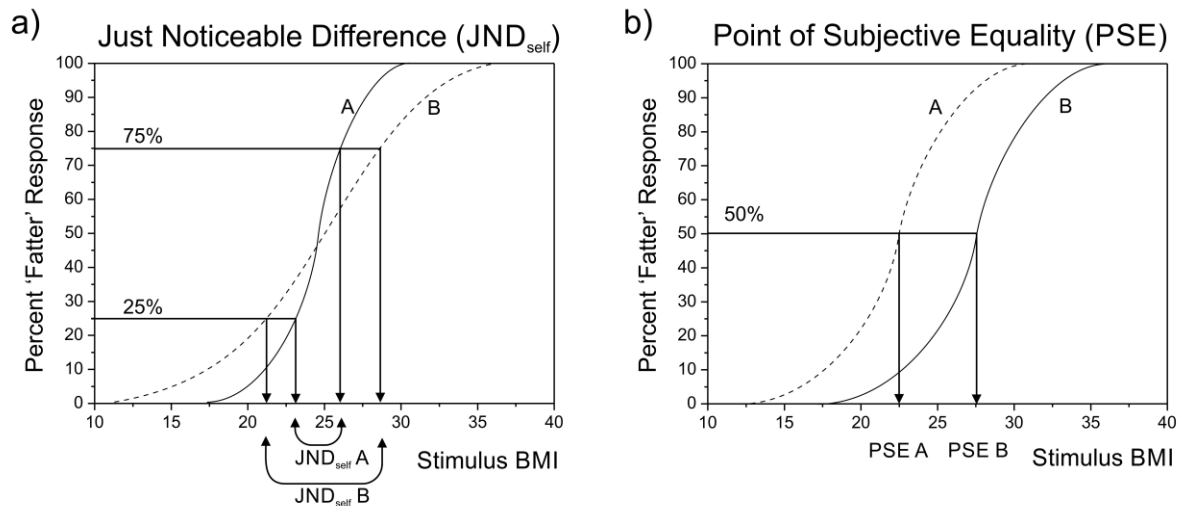 a)
Just Noticeable Difference (JNDself)
Percent 'Fatter' Response
100
90
80
70
60
50
40
30
20
10
0
75%
25%
A
B
10 15 20 25 30 35 40
JNDself A
JNDself B
Stimulus BMI
b)
Point of Subjective Equality (PSE)
Percent 'Fatter' Response
100
90
80
70
60
50
40
30
20
10
0
50%
A
B
10 15 20 25 30 35 40
PSE A PSE B
Stimulus BMI